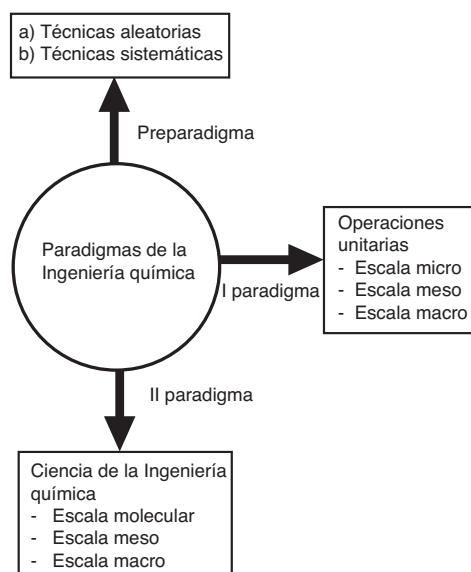 a) Técnicas aleatorias
b) Técnicas sistemáticas
Preparadigma
Paradigmas de la
Ingeniería química
I paradigma
Operaciones
unitarias
- Escala micro
- Escala meso
- Escala macro
II paradigma
Ciencia de la Ingeniería
química
- Escala molecular
- Escala meso
- Escala macro